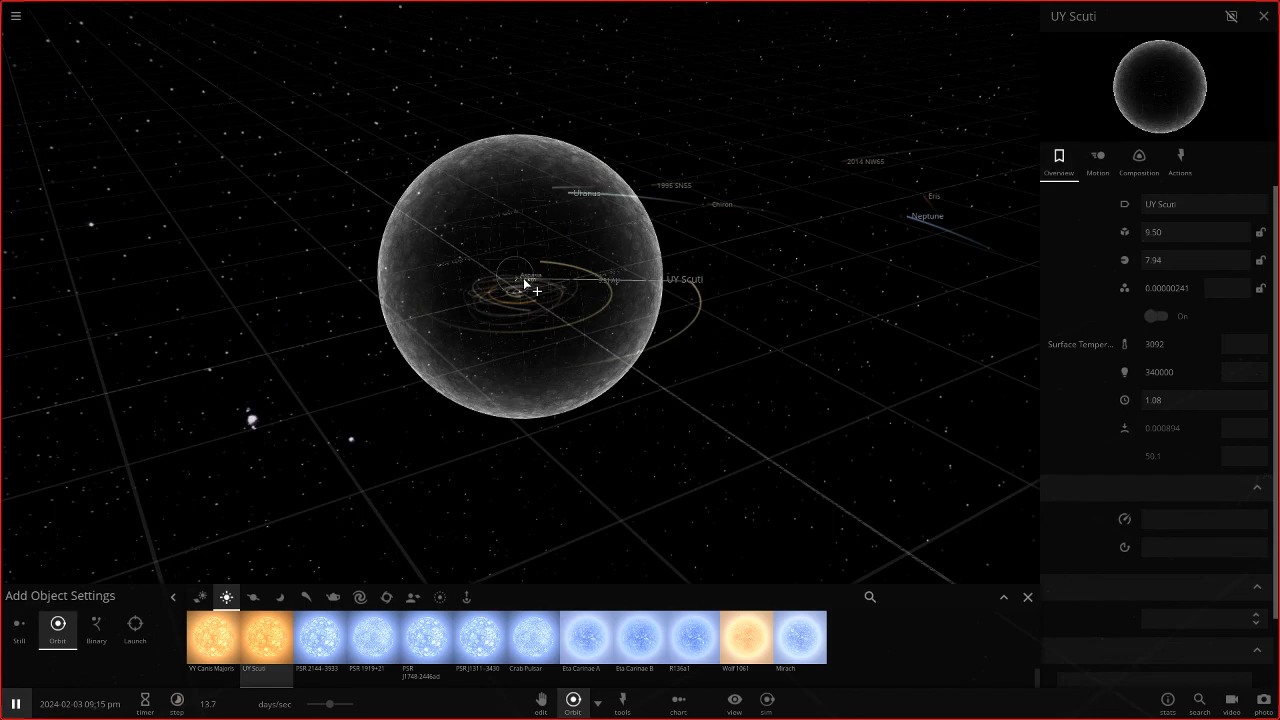 UY Scuti
2014 NW65
1995 SN55
Uranus
Chiron
Eris
Neptune
UY Scuti
Overview
Motion
Composition
Actions
UY Scuti
9.50
7.94
0.00000241
On
Surface Temper...
3092
340000
1.08
0.000894
50.1
Add Object Settings
Still
Orbit
Binary
Launch
VY Canis Majoris
UY Scuti
PSR 2144-3933
PSR 1919+21
PSR J1748-2446ad
PSR J1311-3430
Crab Pulsar
Eta Carinae A
Eta Carinae B
R136a1
Wolf 1061
Mirach
2024-02-03 09;15 pm
timer
step
13.7
days/sec
edit
Orbit
tools
chart
view
sim
stats
search
video
photo